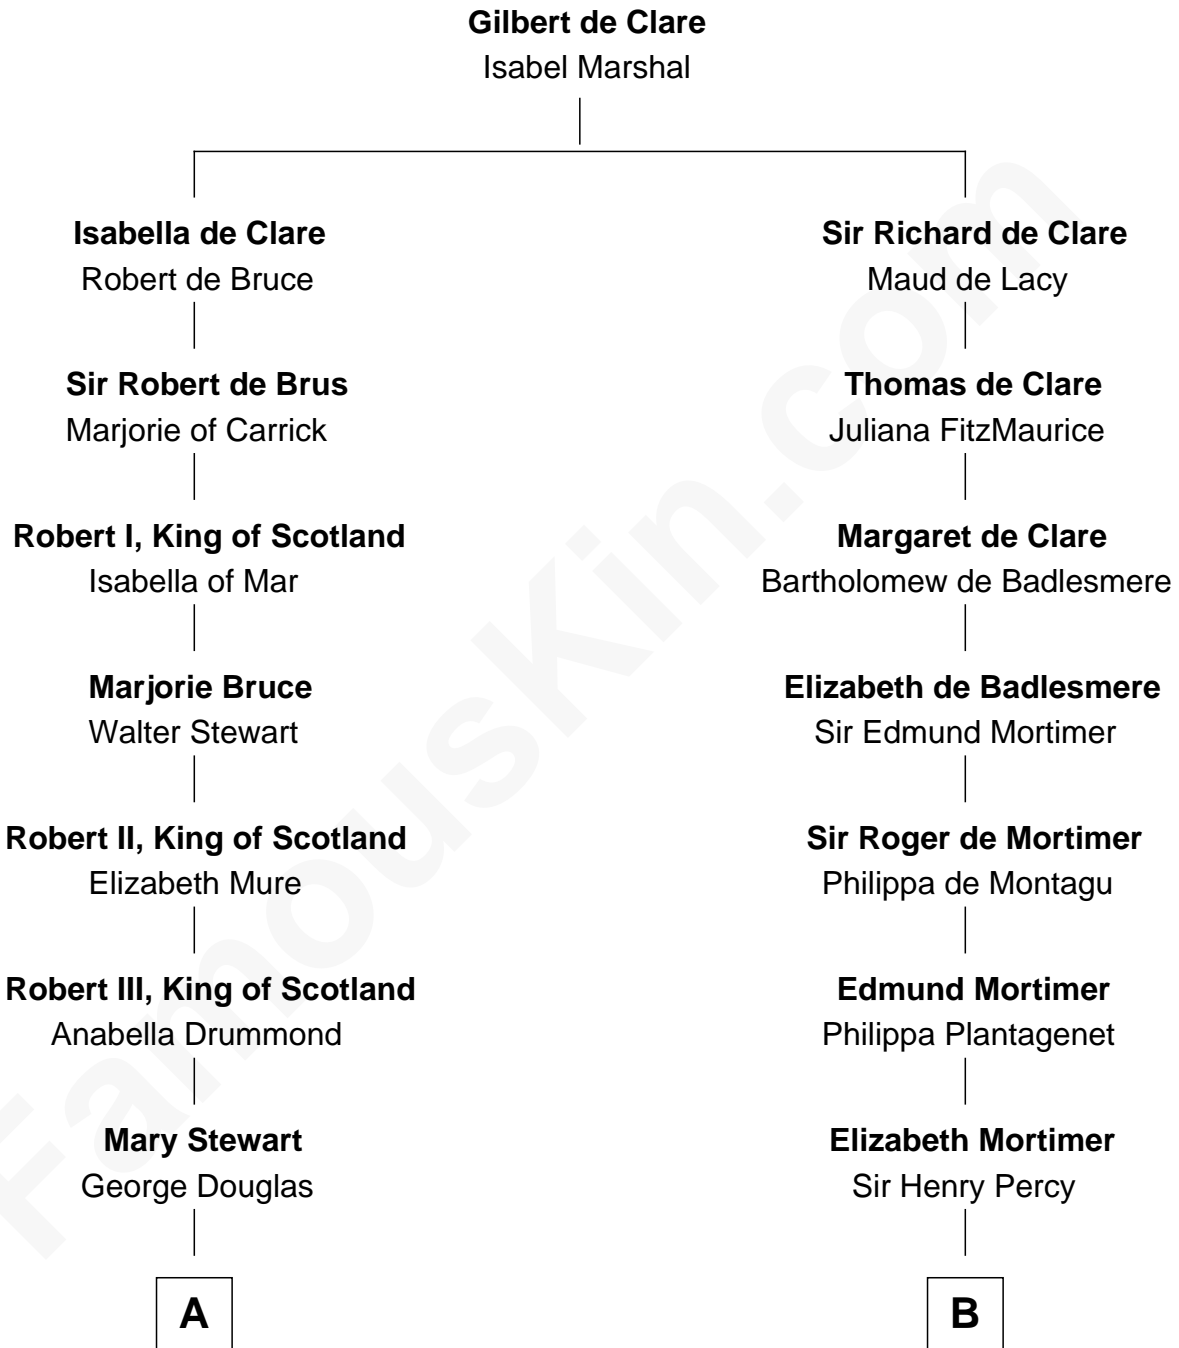 Gilbert de Clare
Isabel Marshal
Isabella de Clare
Robert de Bruce
Sir Richard de Clare
Maud de Lacy
Sir Robert de Brus
Marjorie of Carrick
Thomas de Clare
Juliana FitzMaurice
Robert I, King of Scotland
Isabella of Mar
Margaret de Clare
Bartholomew de Badlesmere
Marjorie Bruce
Walter Stewart
Elizabeth de Badlesmere
Sir Edmund Mortimer
Robert II, King of Scotland
Elizabeth Mure
Sir Roger de Mortimer
Philippa de Montagu
Robert III, King of Scotland
Anabella Drummond
Edmund Mortimer
Philippa Plantagenet
Mary Stewart
George Douglas
Elizabeth Mortimer
Sir Henry Percy
A
B
FamousKin.com